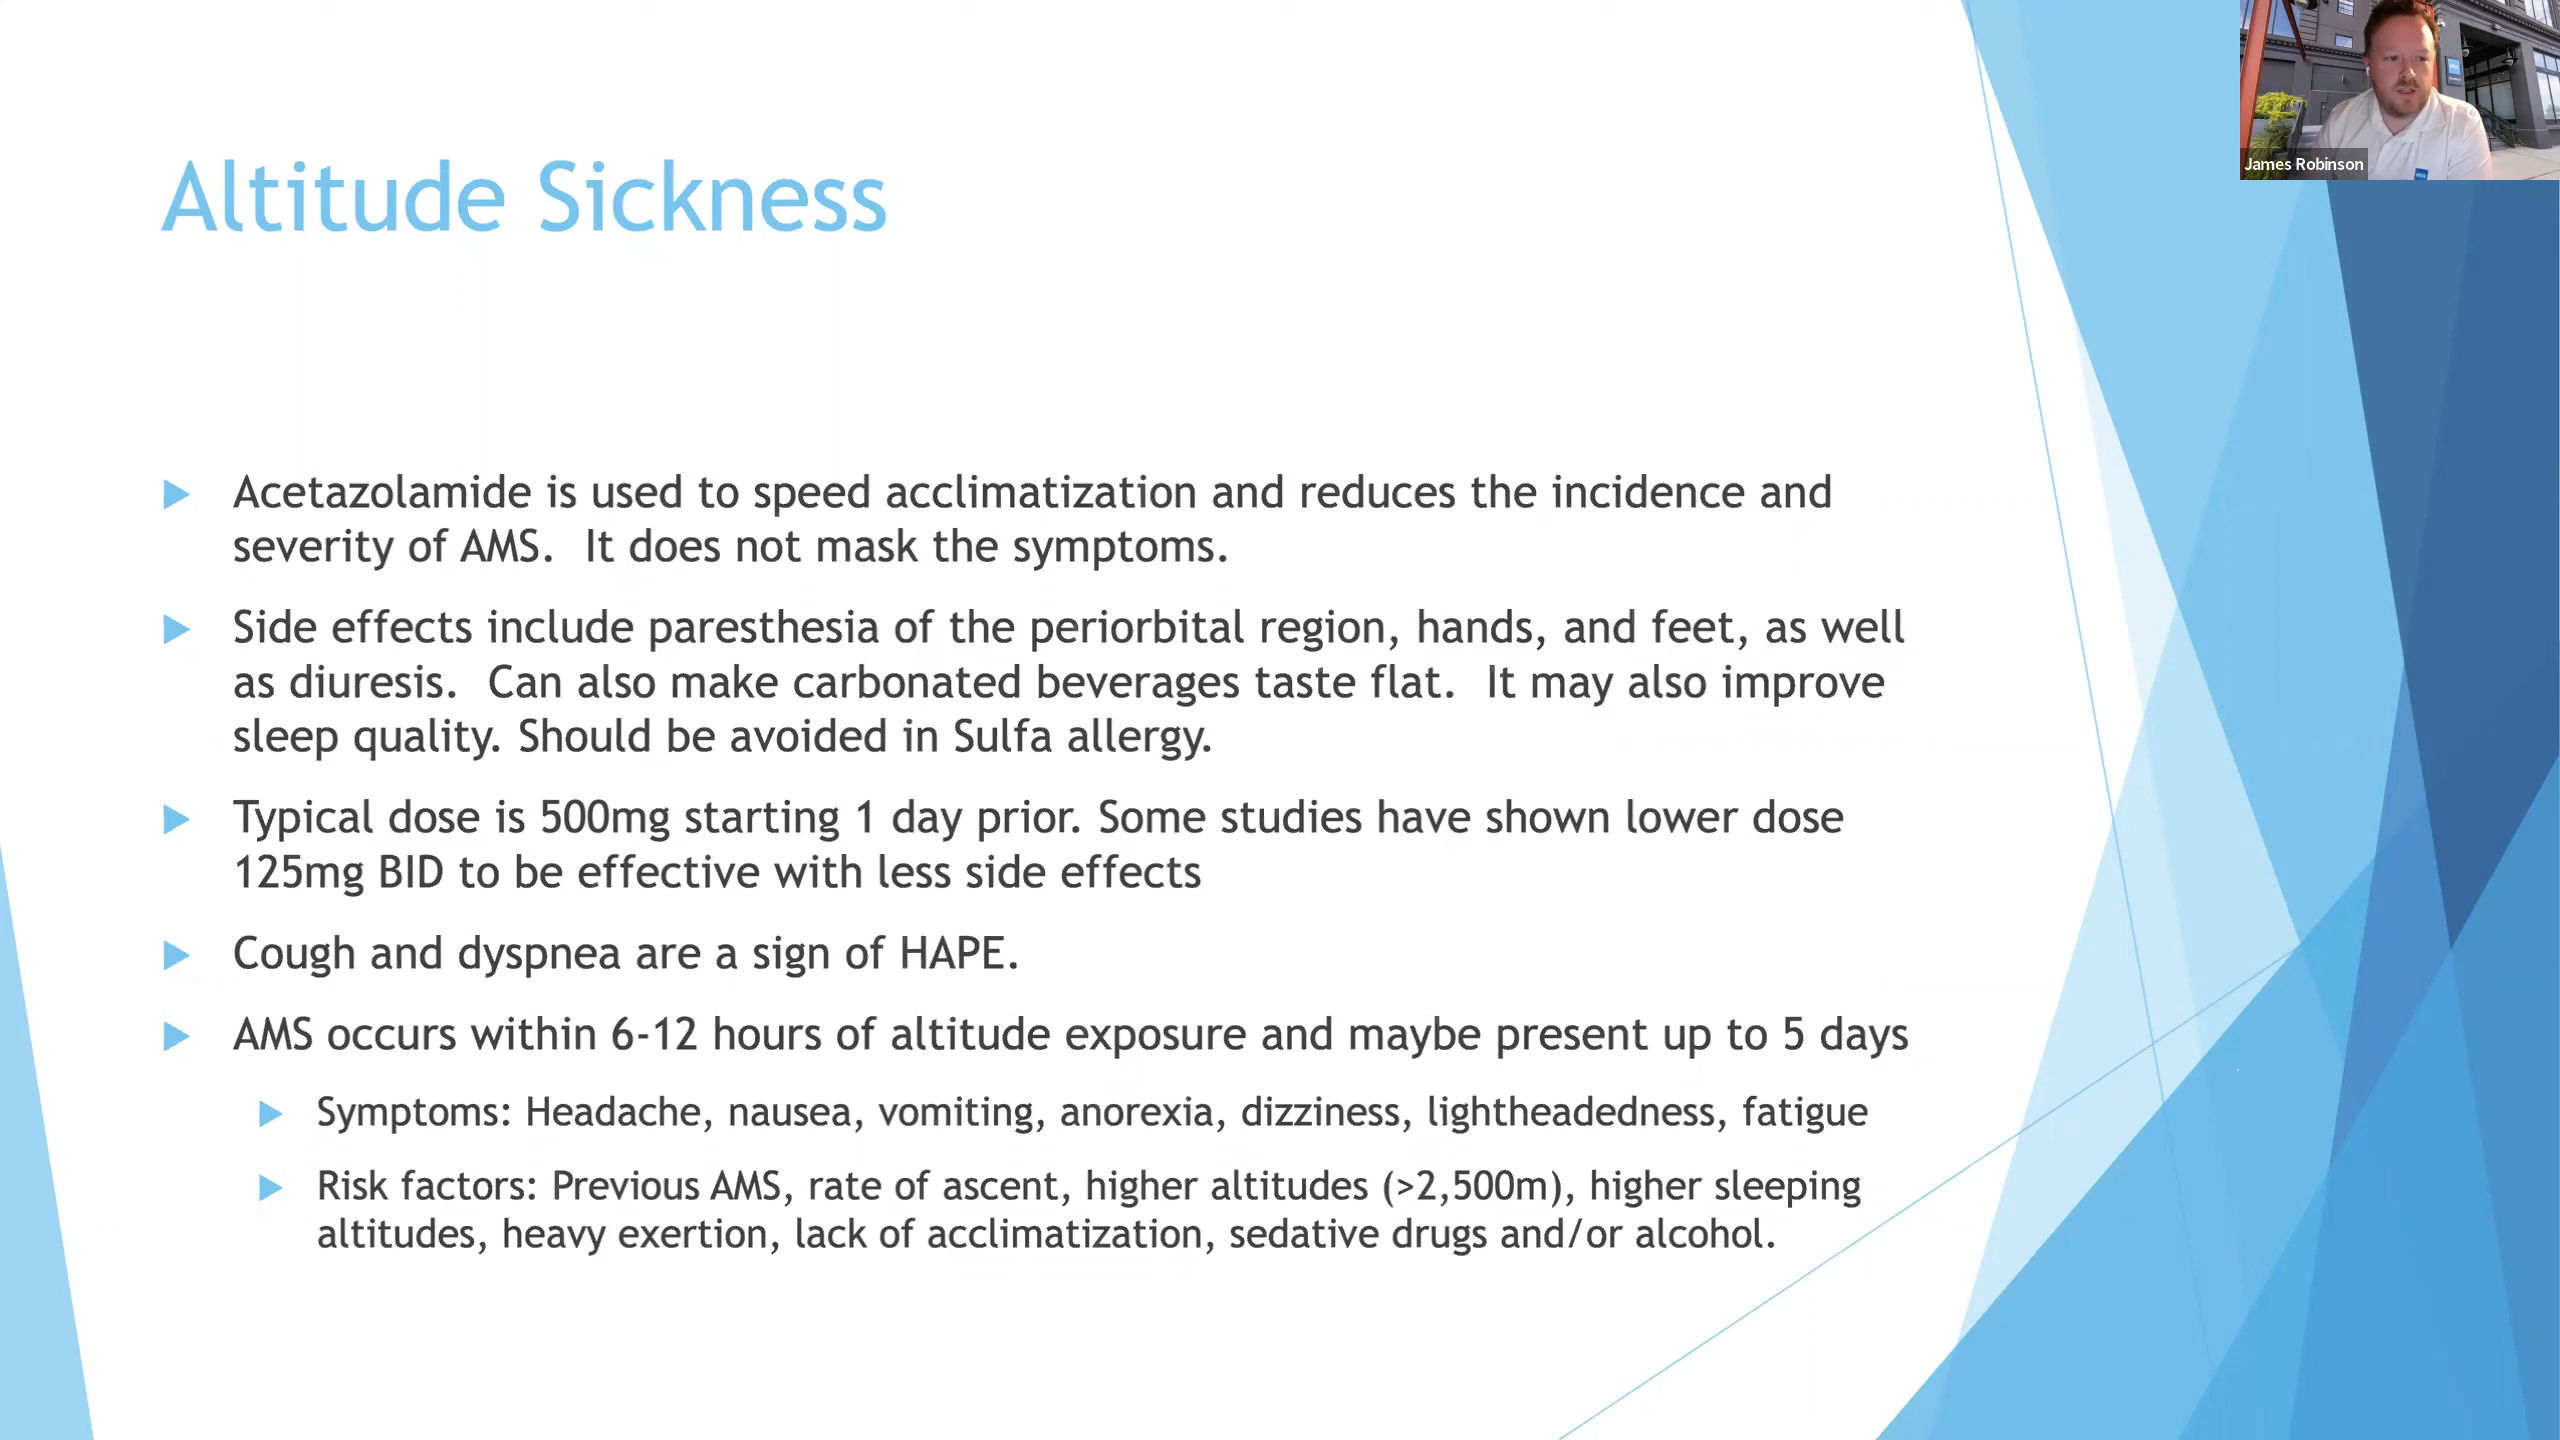 Altitude Sickness
James Robinson
Acetazolamide is used to speed acclimatization and reduces the incidence and
severity of AMS.  It does not mask the symptoms.
Side effects include paresthesia of the periorbital region, hands, and feet, as well
as diuresis.  Can also make carbonated beverages taste flat.  It may also improve
sleep quality. Should be avoided in Sulfa allergy.
Typical dose is 500mg starting 1 day prior. Some studies have shown lower dose
125mg BID to be effective with less side effects
Cough and dyspnea are a sign of HAPE.
AMS occurs within 6-12 hours of altitude exposure and maybe present up to 5 days
Symptoms: Headache, nausea, vomiting, anorexia, dizziness, lightheadedness, fatigue
Risk factors: Previous AMS, rate of ascent, higher altitudes (>2,500m), higher sleeping
altitudes, heavy exertion, lack of acclimatization, sedative drugs and/or alcohol.